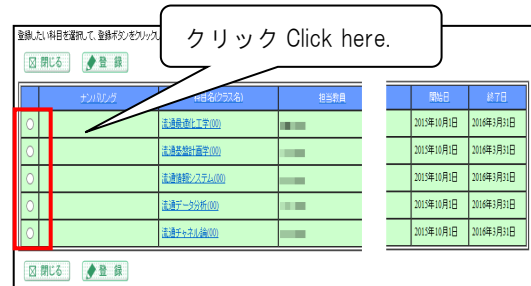 登録したい科目を選択して、登録ボタンをクリックし
クリック Click here.
閉じる 登 録
ナンバリング 科目名(クラス名) 担当教員 開始日 終了日
流通最適化工学(00) 2015年10月1日 2016年3月31日
流通基盤計画学(00) 2015年10月1日 2016年3月31日
流通情報システム(00) 2015年10月1日 2016年3月31日
流通データ分析(00) 2015年10月1日 2016年3月31日
流通チャネル論(00) 2015年10月1日 2016年3月31日
閉じる 登 録